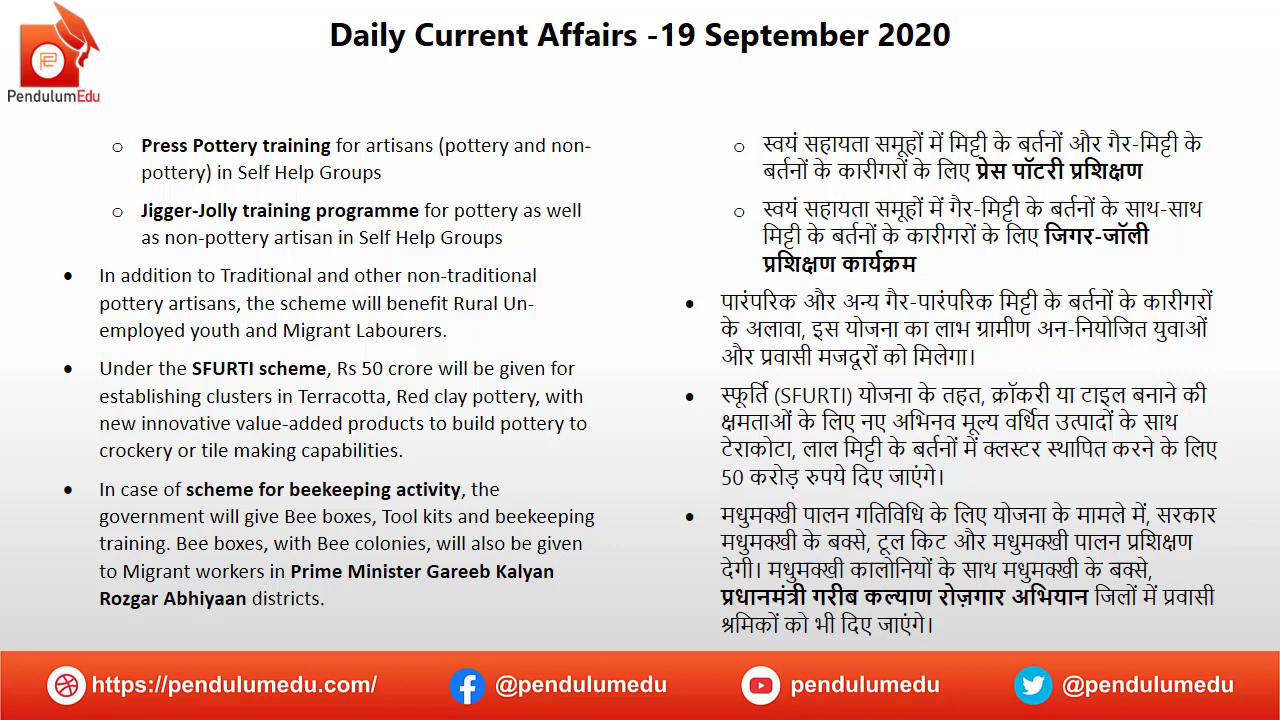 Daily Current Affairs -19 September 2020
PendulumEdu
o Press Pottery training for artisans (pottery and non-
pottery) in Self Help Groups
o Jigger-Jolly training programme for pottery as well
as non-pottery artisan in Self Help Groups
• In addition to Traditional and other non-traditional
pottery artisans, the scheme will benefit Rural Un-
employed youth and Migrant Labourers.
• Under the SFURTI scheme, Rs 50 crore will be given for
establishing clusters in Terracotta, Red clay pottery, with
new innovative value-added products to build pottery to
crockery or tile making capabilities.
• In case of scheme for beekeeping activity, the
government will give Bee boxes, Tool kits and beekeeping
training. Bee boxes, with Bee colonies, will also be given
to Migrant workers in Prime Minister Gareeb Kalyan
Rozgar Abhiyaan districts.
o स्वयं सहायता समूहों में मिट्टी के बर्तनों और गैर-मिट्टी के
बर्तनों के कारीगरों के लिए प्रेस पॉटरी प्रशिक्षण
o स्वयं सहायता समूहों में गैर-मिट्टी के बर्तनों के साथ-साथ
मिट्टी के बर्तनों के कारीगरों के लिए जिगर-जॉली
प्रशिक्षण कार्यक्रम
• पारंपरिक और अन्य गैर-पारंपरिक मिट्टी के बर्तनों के कारीगरों
के अलावा, इस योजना का लाभ ग्रामीण अन-नियोजित युवाओं
और प्रवासी मजदूरों को मिलेगा।
• स्फूर्ति (SFURTI) योजना के तहत, क्रॉकरी या टाइल बनाने की
क्षमताओं के लिए नए अभिनव मूल्य वर्धित उत्पादों के साथ
टेराकोटा, लाल मिट्टी के बर्तनों में क्लस्टर स्थापित करने के लिए
50 करोड़ रुपये दिए जाएंगे।
• मधुमक्खी पालन गतिविधि के लिए योजना के मामले में, सरकार
मधुमक्खी के बक्से, टूल किट और मधुमक्खी पालन प्रशिक्षण
देगी। मधुमक्खी कालोनियों के साथ मधुमक्खी के बक्से,
प्रधानमंत्री गरीब कल्याण रोज़गार अभियान जिलों में प्रवासी
श्रमिकों को भी दिए जाएंगे।
https://pendulumedu.com/
@pendulumedu
pendulumedu
@pendulumedu